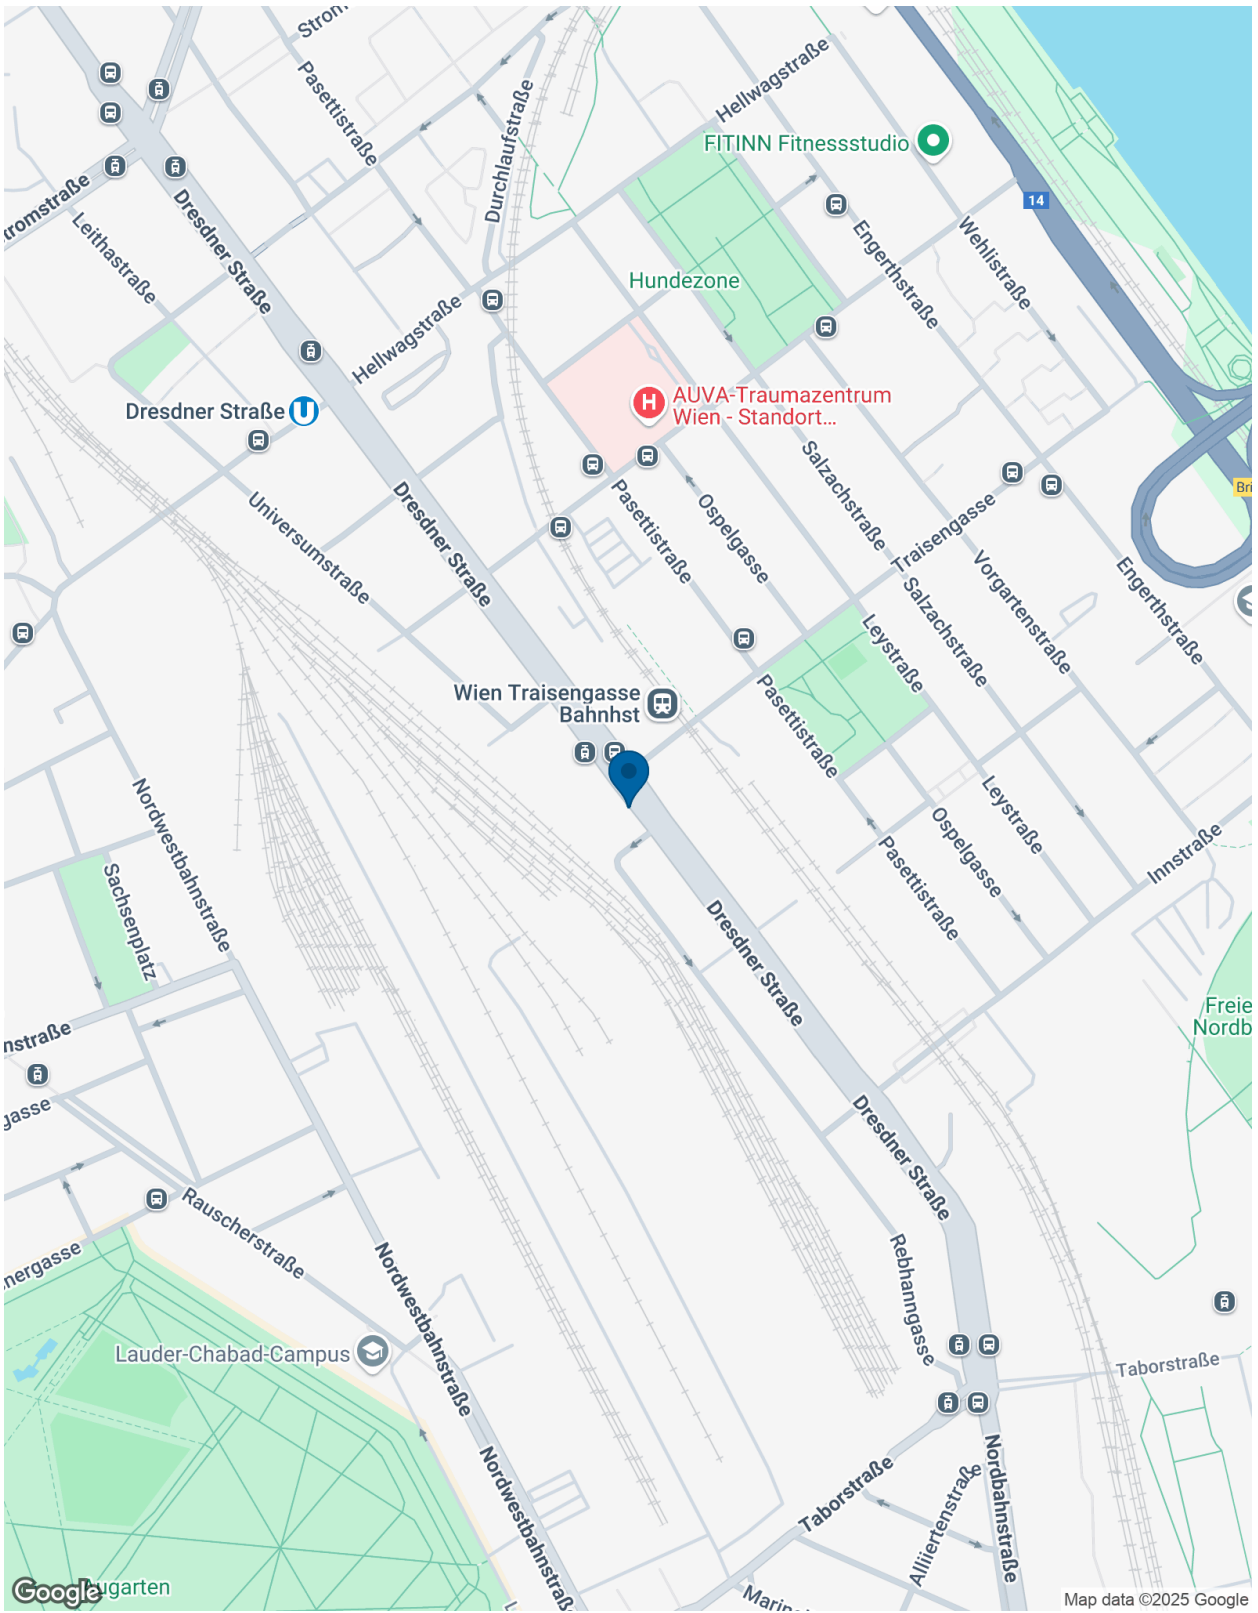 Strom
Pasettistraße
Durchlaufstraße
Hellwagstraße
FITINN Fitnessstudio
14
tromstraße
Leithastraße
Dresdner Straße
Engerthstraße
Wehlistraße
Hundezone
Hellwagstraße
Dresdner Straße
AUVA-Traumazentrum
Wien - Standort...
Bri
Universumstraße
Dresdner Straße
Pasettistraße
Ospelgasse
Salzachstraße
Traisengasse
Salzachstraße
Vorgartenstraße
Engerthstraße
Leystraße
Wien Traisengasse
Bahnhst
Pasettistraße
Nordwestbahnstraße
Sachsenplatz
Leystraße
Ospelgasse
Pasettistraße
Innstraße
Dresdner Straße
nstraße
Freie
Nordb
gasse
Dresdner Straße
Rauscherstraße
nergasse
Nordwestbahnstraße
Rebhanngasse
Lauder-Chabad-Campus
Taborstraße
Nordwestbahnstraße
Taborstraße
Alliiertenstraße
Nordbahnstraße
Google
ugarten
Map data ©2025 Google